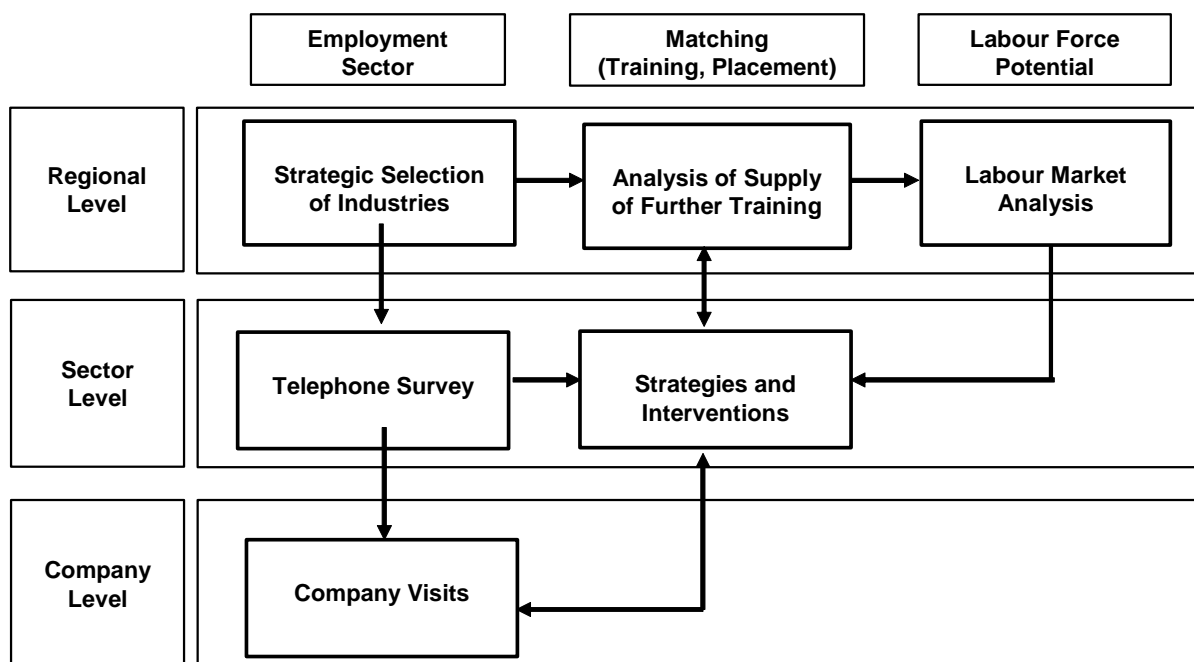 Employment
Sector
Matching
(Training, Placement)
Labour Force
Potential
Regional
Level
Strategic Selection
of Industries
Analysis of Supply
of Further Training
Labour Market
Analysis
Sector
Level
Telephone Survey
Strategies and
Interventions
Company
Level
Company Visits